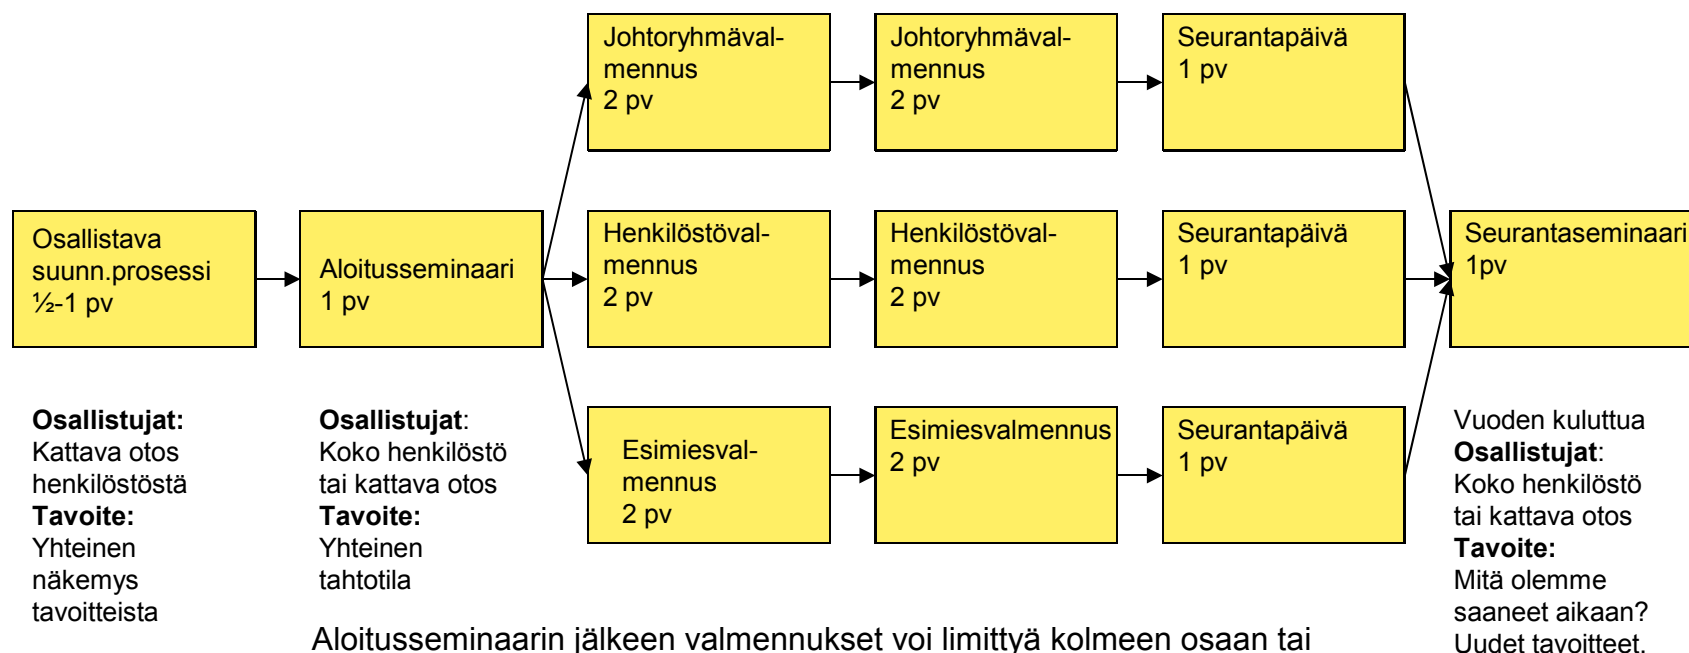 Johtoryhmäval-
mennus
2 pv
Johtoryhmäval-
mennus
2 pv
Seurantapäivä
1 pv
Osallistava
suunn.prosessi
½-1 pv
Aloitusseminaari
1 pv
Henkilöstöval-
mennus
2 pv
Henkilöstöval-
mennus
2 pv
Seurantapäivä
1 pv
Seurantaseminaari
1pv
Esimiesval-
mennus
2 pv
Esimiesvalmennus
2 pv
Seurantapäivä
1 pv
Osallistujat:
Kattava otos
henkilöstöstä
Tavoite:
Yhteinen
näkemys
tavoitteista
Osallistujat:
Koko henkilöstö
tai kattava otos
Tavoite:
Yhteinen
tahtotila
Vuoden kuluttua
Osallistujat:
Koko henkilöstö
tai kattava otos
Tavoite:
Mitä olemme
saaneet aikaan?
Uudet tavoitteet.
Aloitusseminaarin jälkeen valmennukset voi limittyä kolmeen osaan tai